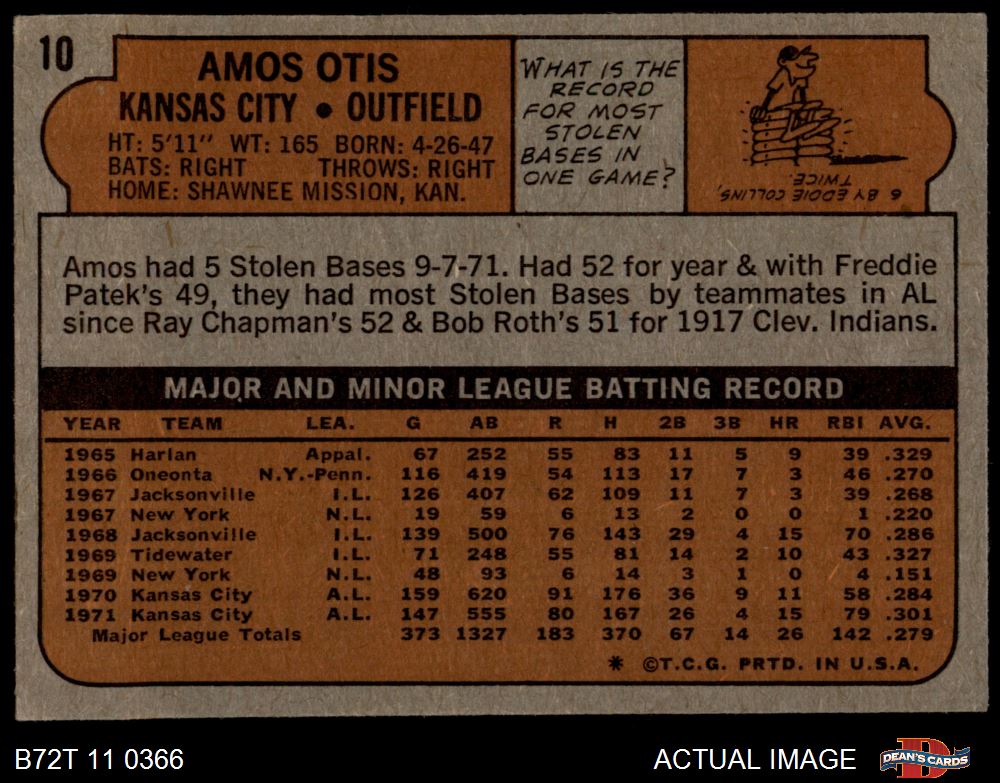 10
AMOS OTIS
KANSAS CITY • OUTFIELD
HT: 5'11" WT: 165 BORN: 4-26-47
BATS: RIGHT THROWS: RIGHT
HOME: SHAWNEE MISSION, KAN.
WHAT IS THE
RECORD
FOR MOST
STOLEN
BASES IN
ONE GAME?
6 BY EDDIE COLLINS,
TWICE.
Amos had 5 Stolen Bases 9-7-71. Had 52 for year & with Freddie
Patek's 49, they had most Stolen Bases by teammates in AL
since Ray Chapman's 52 & Bob Roth's 51 for 1917 Clev. Indians.
MAJOR AND MINOR LEAGUE BATTING RECORD
YEAR TEAM LEA. G AB R H 2B 3B HR RBI AVG.
1965 Harlan Appal. 67 252 55 83 11 5 9 39 .329
1966 Oneonta N.Y.-Penn. 116 419 54 113 17 7 3 46 .270
1967 Jacksonville I.L. 126 407 62 109 11 7 3 39 .268
1967 New York N.L. 19 59 6 13 2 0 0 1 .220
1968 Jacksonville I.L. 139 500 76 143 29 4 15 70 .286
1969 Tidewater I.L. 71 248 55 81 14 2 10 43 .327
1969 New York N.L. 48 93 6 14 3 1 0 4 .151
1970 Kansas City A.L. 159 620 91 176 36 9 11 58 .284
1971 Kansas City A.L. 147 555 80 167 26 4 15 79 .301
Major League Totals 373 1327 183 370 67 14 26 142 .279
* ©T.C.G. PRTD. IN U.S.A.
B72T 11 0366 ACTUAL IMAGE DEAN'S CARDS